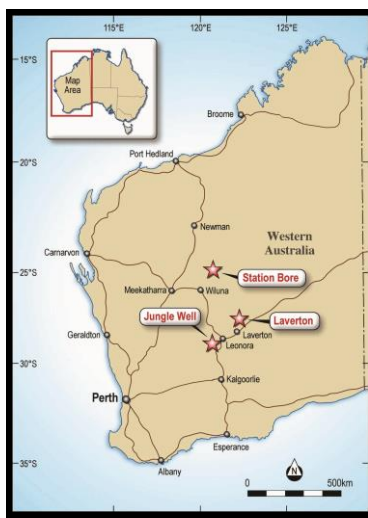 115°E
120°E
125°E
15°S
Map
Area
Broome
Port Hedland
20°S
Newman
Western
Australia
Carnarvon
25°S
Station Bore
Meekatharra
Wiluna
Jungle Well
Laverton
Laverton
Geraldton
Leonora
30°S
Kalgoorlie
Perth
Esperance
35°S
Albany
N
0
500km